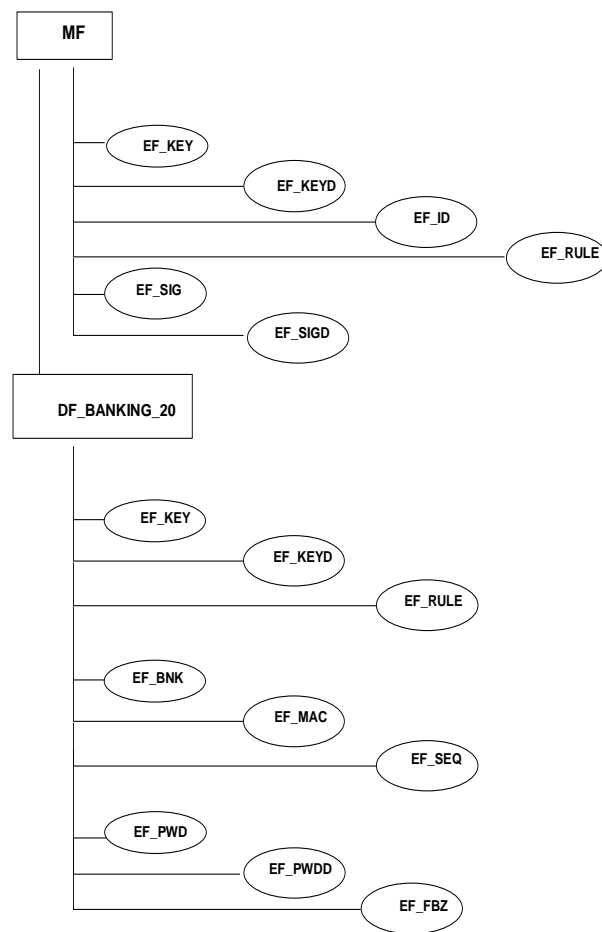 MF
EF_KEY
EF_KEYD
EF_ID
EF_RULE
EF_SIG
EF_SIGD
DF_BANKING_20
EF_KEY
EF_KEYD
EF_RULE
EF_BNK
EF_MAC
EF_SEQ
EF_PWD
EF_PWDD
EF_FBZ